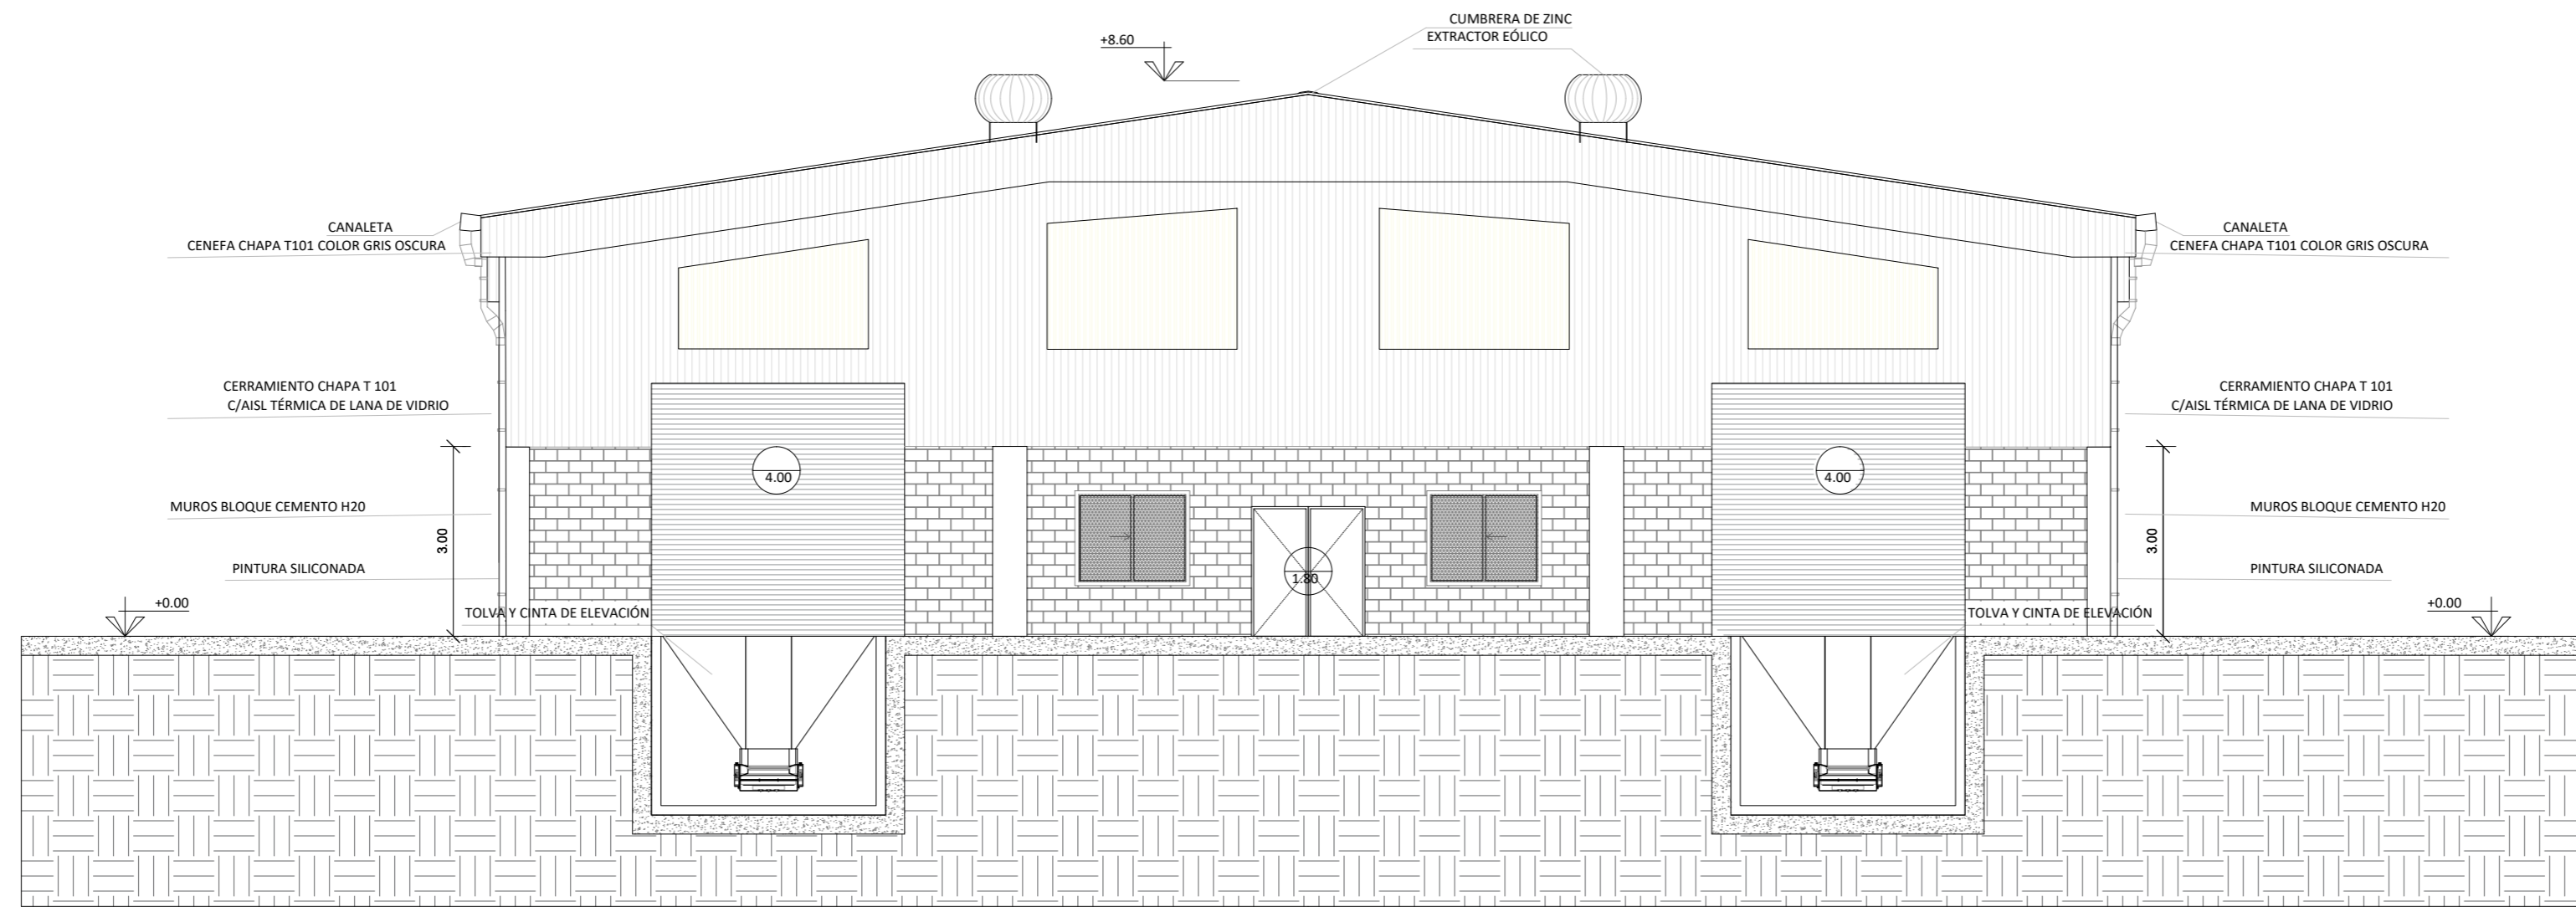 CUMBRERA DE ZINC
EXTRACTOR EÓLICO
+8.60
CANALETA
CENEFA CHAPA T101 COLOR GRIS OSCURA
CANALETA
CENEFA CHAPA T101 COLOR GRIS OSCURA
CERRAMIENTO CHAPA T 101
C/AISL TÉRMICA DE LANA DE VIDRIO
CERRAMIENTO CHAPA T 101
C/AISL TÉRMICA DE LANA DE VIDRIO
4.00
4.00
MUROS BLOQUE CEMENTO H20
MUROS BLOQUE CEMENTO H20
3.00
3.00
PINTURA SILICONADA
1.80
PINTURA SILICONADA
+0.00
+0.00
TOLVA Y CINTA DE ELEVACIÓN
TOLVA Y CINTA DE ELEVACIÓN